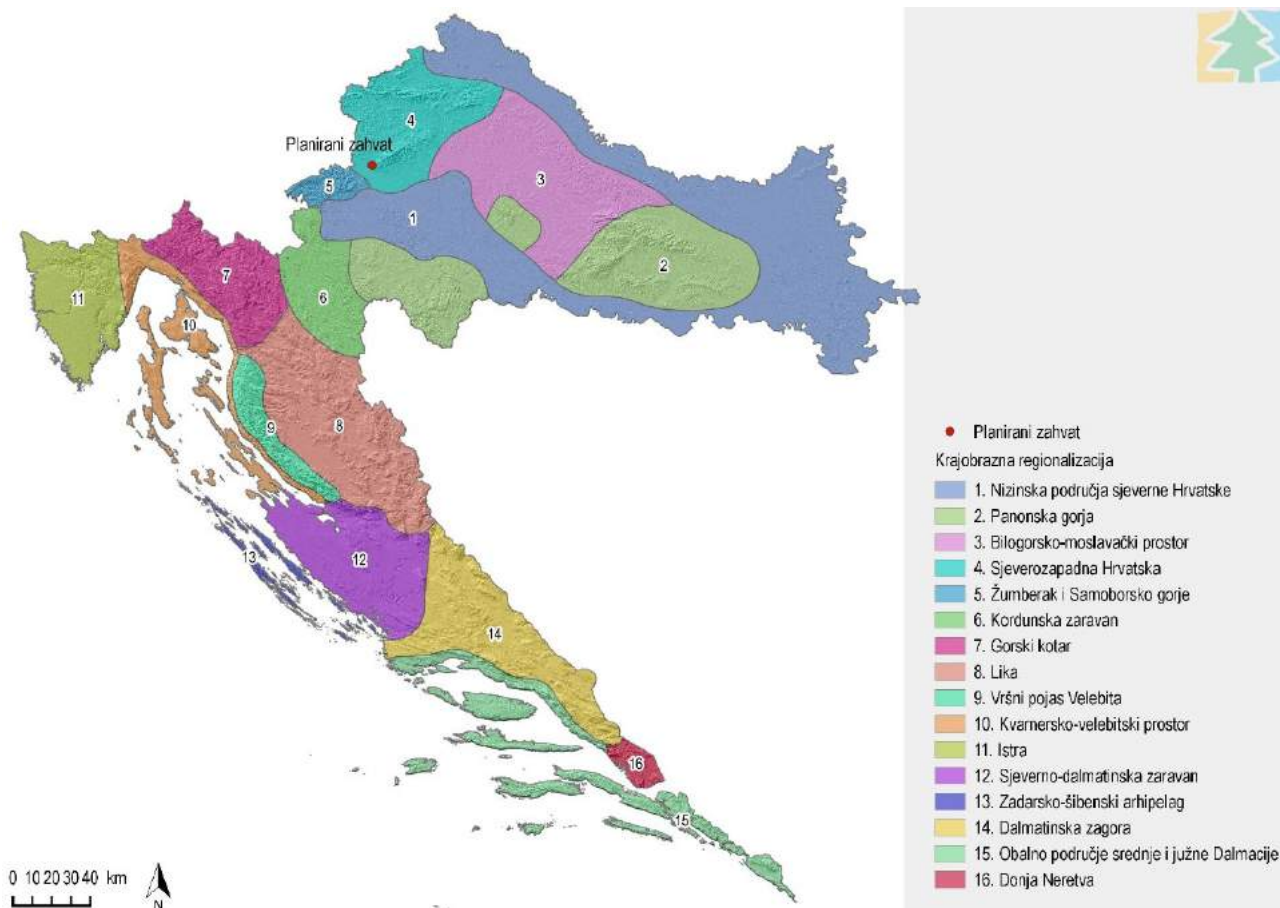 4
Planirani zahvat
5
3
1
2
7
6
11
10
8
9
12
13
14
16
15
0 10 20 30 40 km
N
Planirani zahvat
Krajobrazna regionalizacija
1. Nizinska područja sjeverne Hrvatske
2. Panonska gorja
3. Bilogorsko-moslavački prostor
4. Sjeverozapadna Hrvatska
5. Žumberak i Samoborsko gorje
6. Kordunska zaravan
7. Gorski kotar
8. Lika
9. Vršni pojas Velebita
10. Kvarnersko-velebitski prostor
11. Istra
12. Sjeverno-dalmatinska zaravan
13. Zadarsko-šibenski arhipelag
14. Dalmatinska zagora
15. Obalno područje srednje i južne Dalmacije
16. Donja Neretva